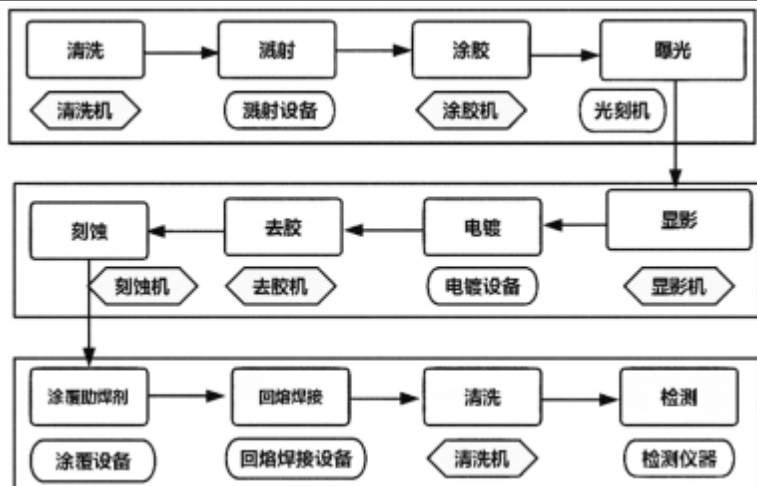 清洗
溅射
涂胶
曝光
清洗机
溅射设备
涂胶机
光刻机
刻蚀
去胶
电镀
显影
刻蚀机
去胶机
电镀设备
显影机
涂覆助焊剂
回熔焊接
清洗
检测
涂覆设备
回熔焊接设备
清洗机
检测仪器